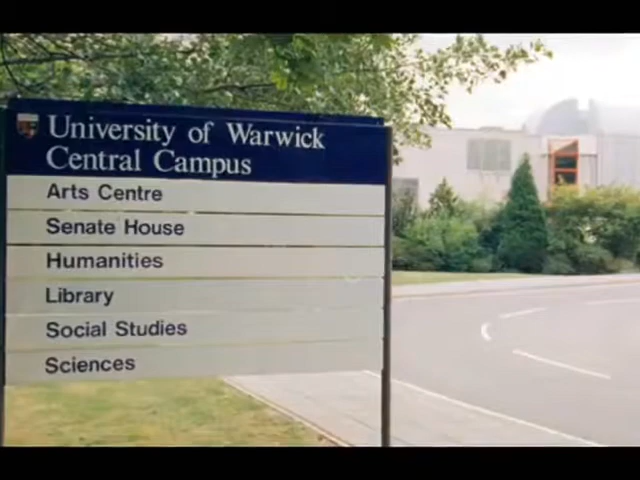 University of Warwick
Central Campus
Arts Centre
Senate House
Humanities
Library
Social Studies
Sciences